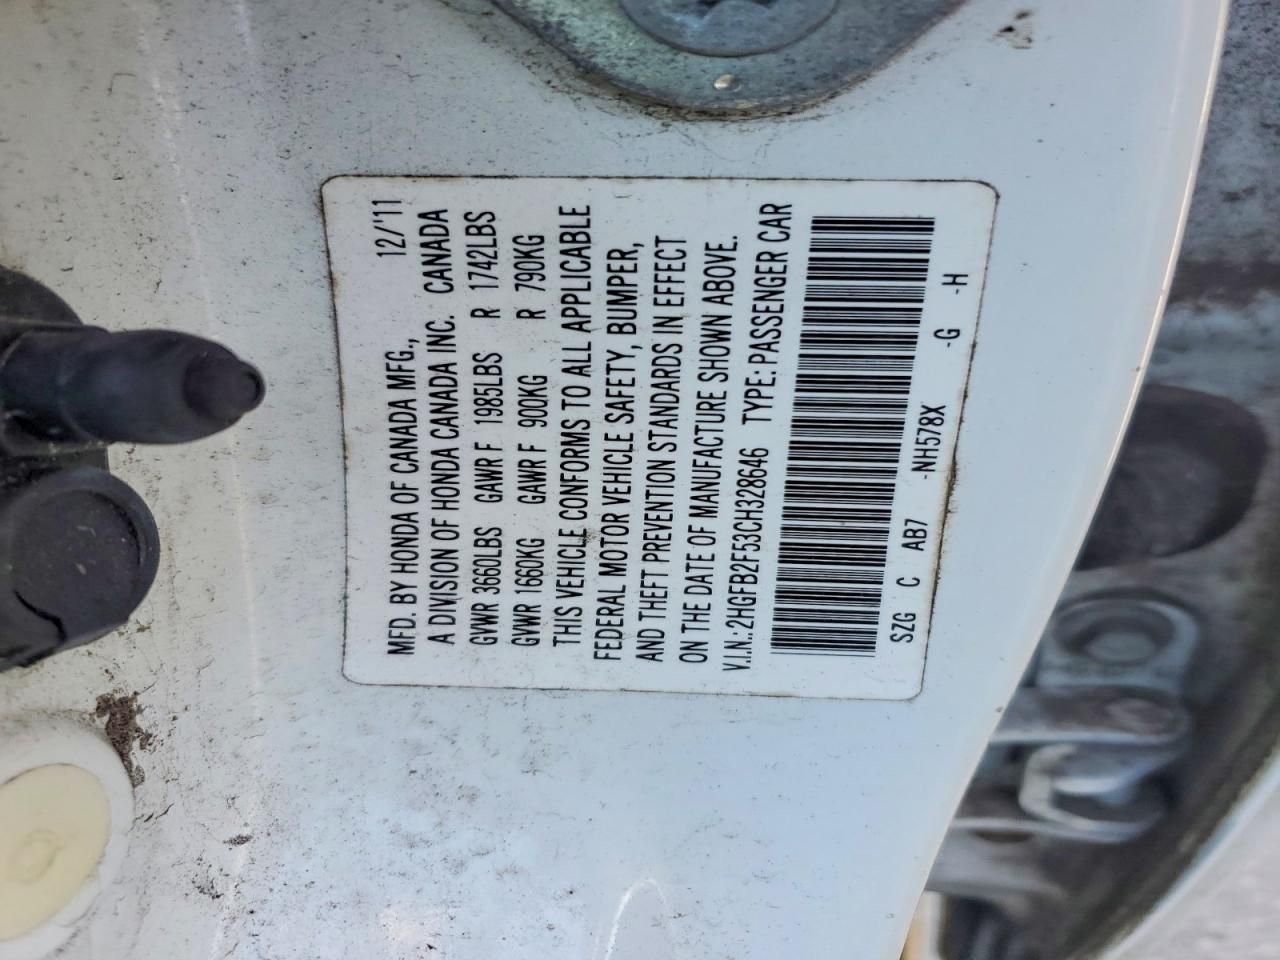 MFD. BY HONDA OF CANADA MFG., 12/'11
A DIVISION OF HONDA CANADA INC. CANADA
GVWR 3660LBS GAWR F 1985LBS R 1742LBS
GVWR 1660KG GAWR F 900KG R 790KG
THIS VEHICLE CONFORMS TO ALL APPLICABLE
FEDERAL MOTOR VEHICLE SAFETY, BUMPER,
AND THEFT PREVENTION STANDARDS IN EFFECT
ON THE DATE OF MANUFACTURE SHOWN ABOVE.
V.I.N.:2HGFB2F53CH328646 TYPE:PASSENGER CAR
SZG C AB7 -NH578X -G -H